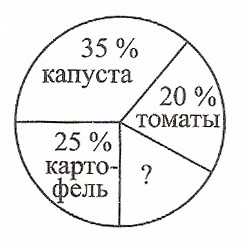 35 %
капуста
20 %
томаты
25 %
карто-
фель
?